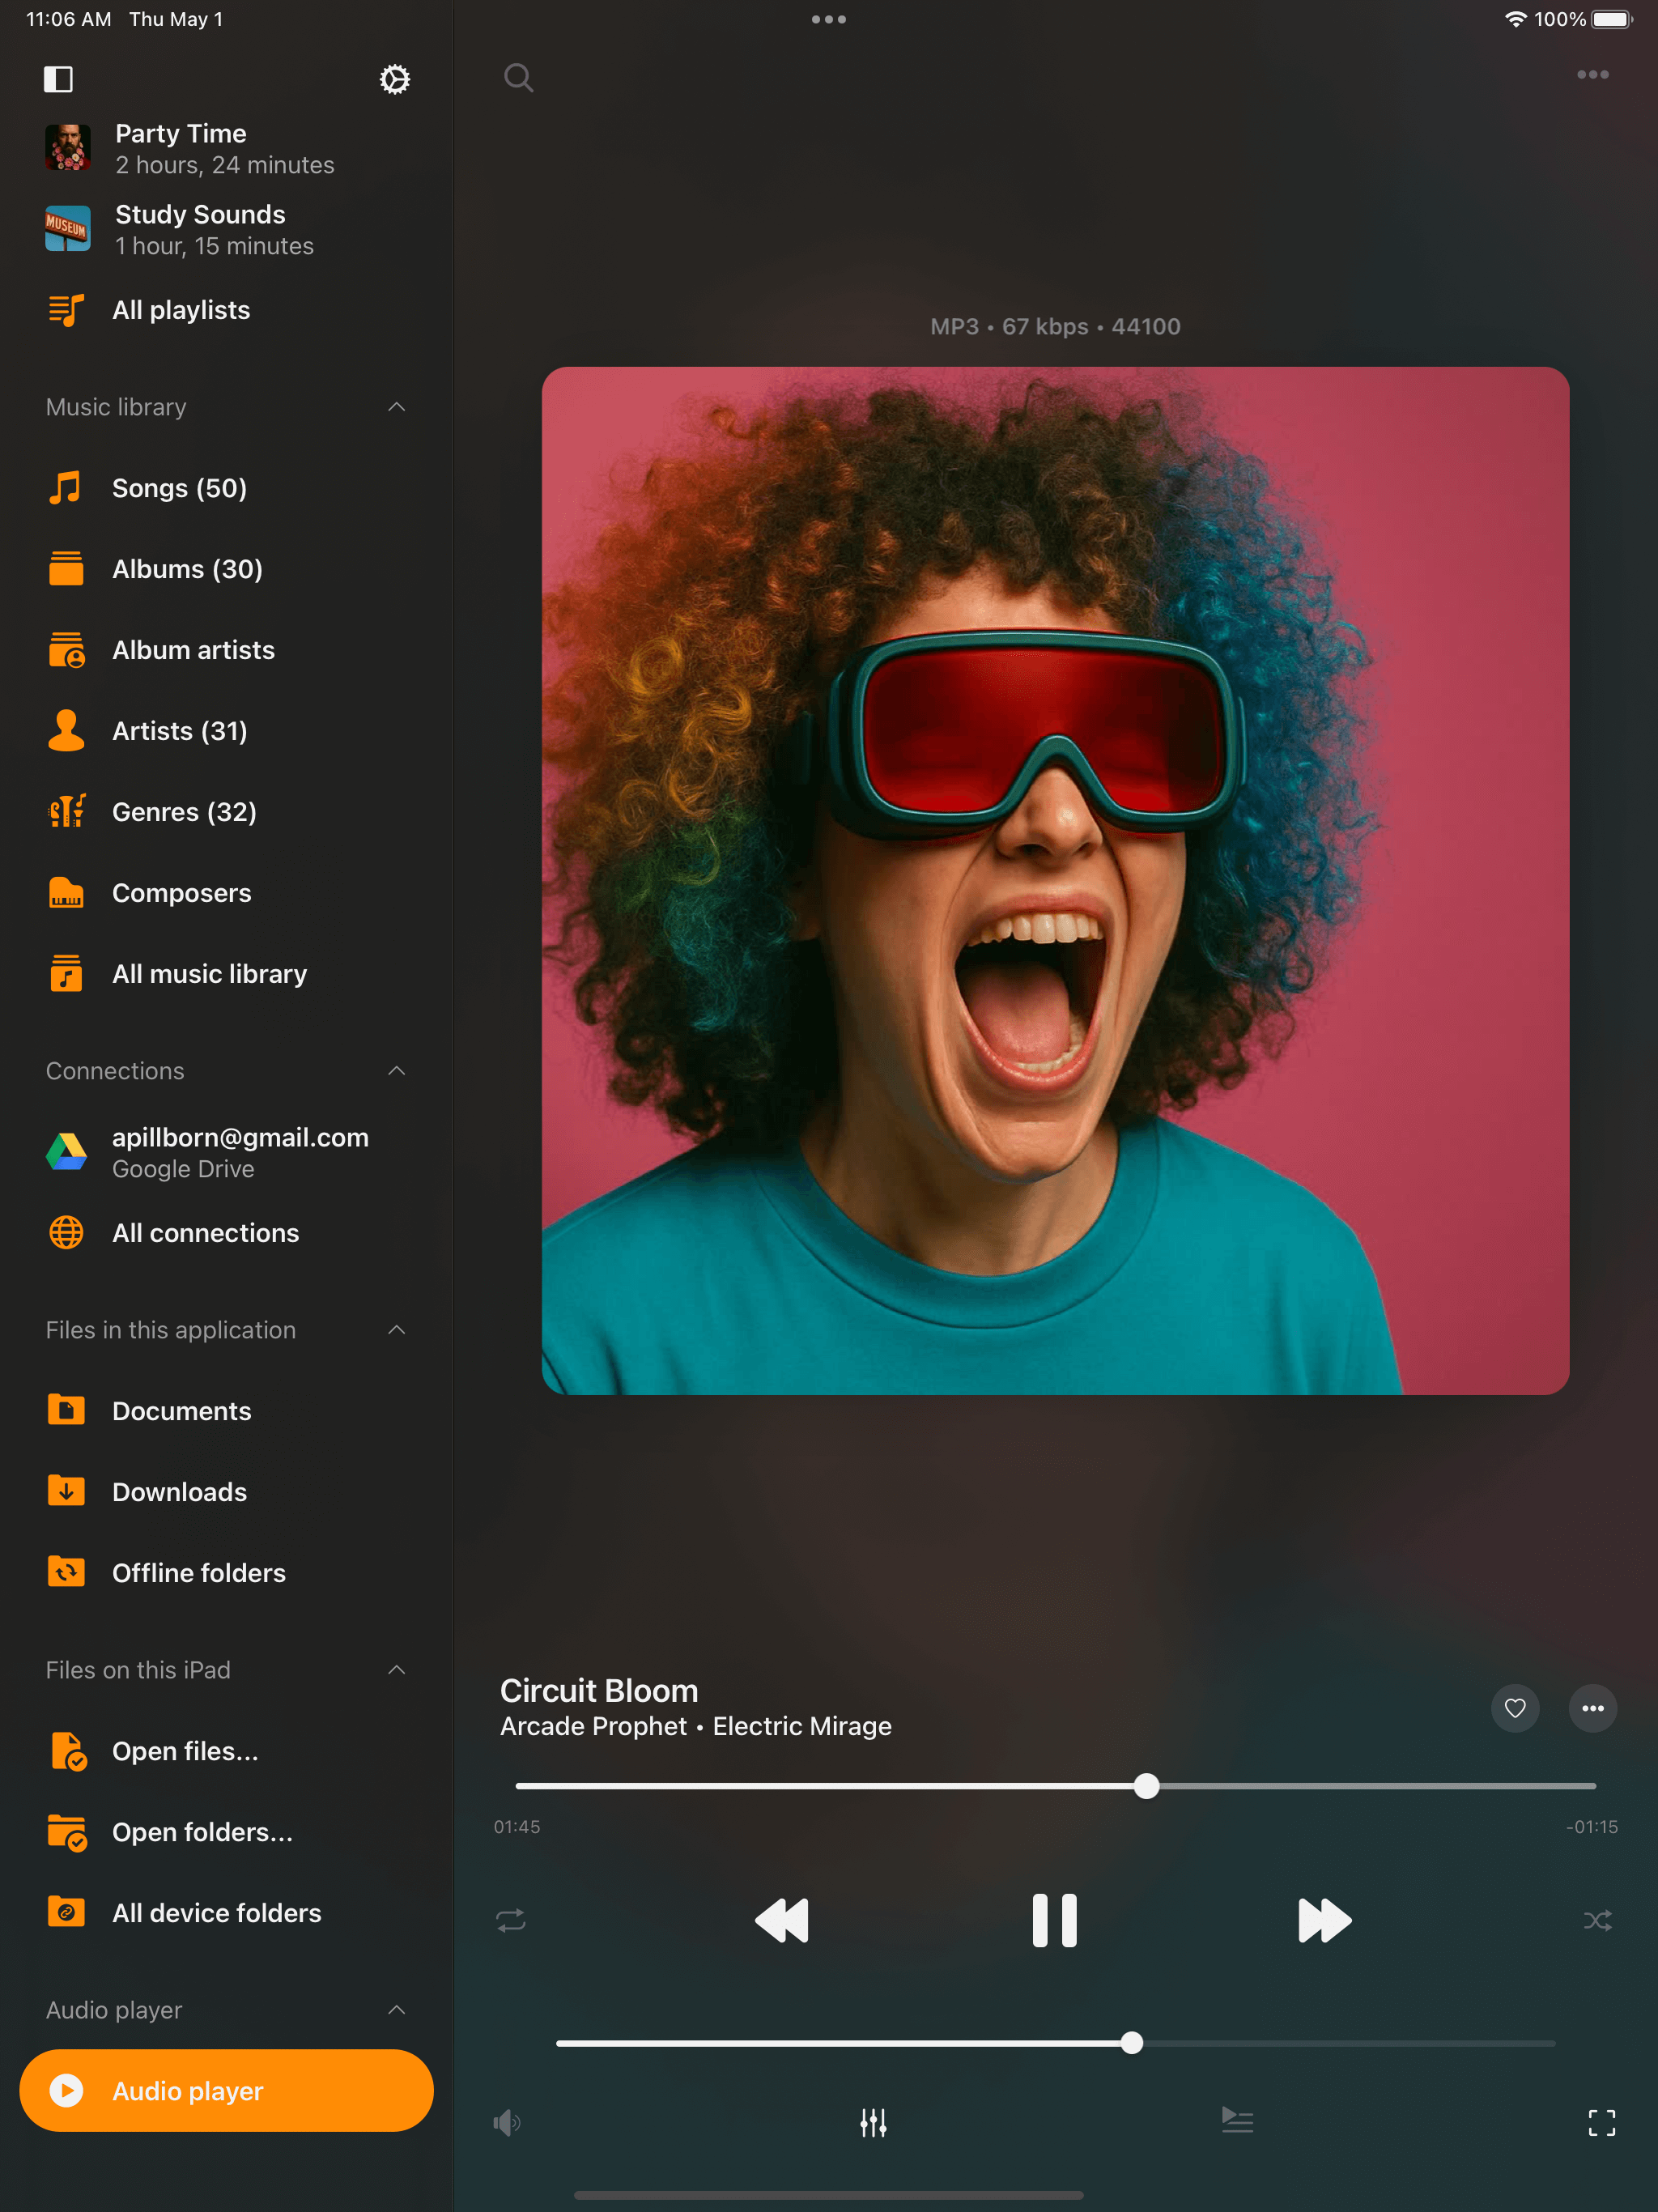 11:06 AM Thu May 1
100%
Party Time
2 hours, 24 minutes
MUSEUM
Study Sounds
1 hour, 15 minutes
All playlists
Music library
Songs (50)
Albums (30)
Album artists
Artists (31)
Genres (32)
Composers
All music library
Connections
apillborn@gmail.com
Google Drive
All connections
Files in this application
Documents
Downloads
Offline folders
Files on this iPad
Open files...
Open folders...
All device folders
Audio player
Audio player
MP3 • 67 kbps • 44100
Circuit Bloom
Arcade Prophet • Electric Mirage
01:45
-01:15